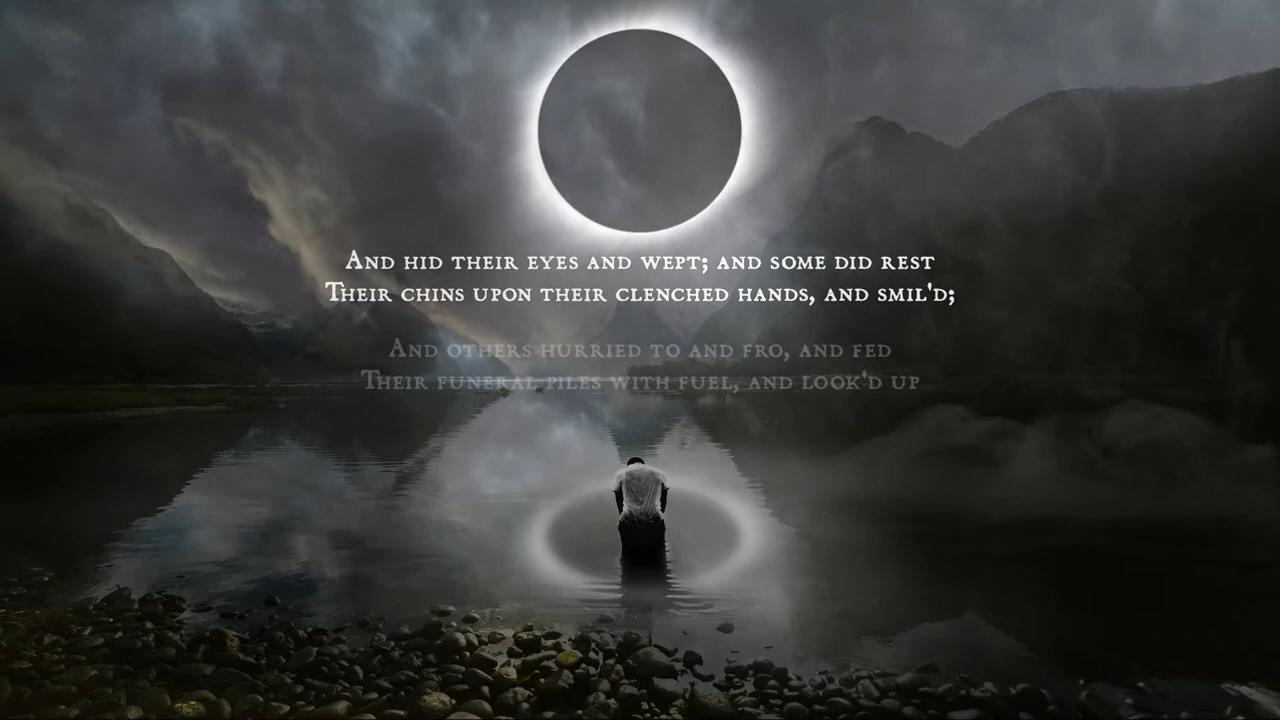 And hid their eyes and wept; and some did rest
Their chins upon their clenched hands, and smil'd;
And others hurried to and fro, and fed
Their funeral piles with fuel, and look'd up